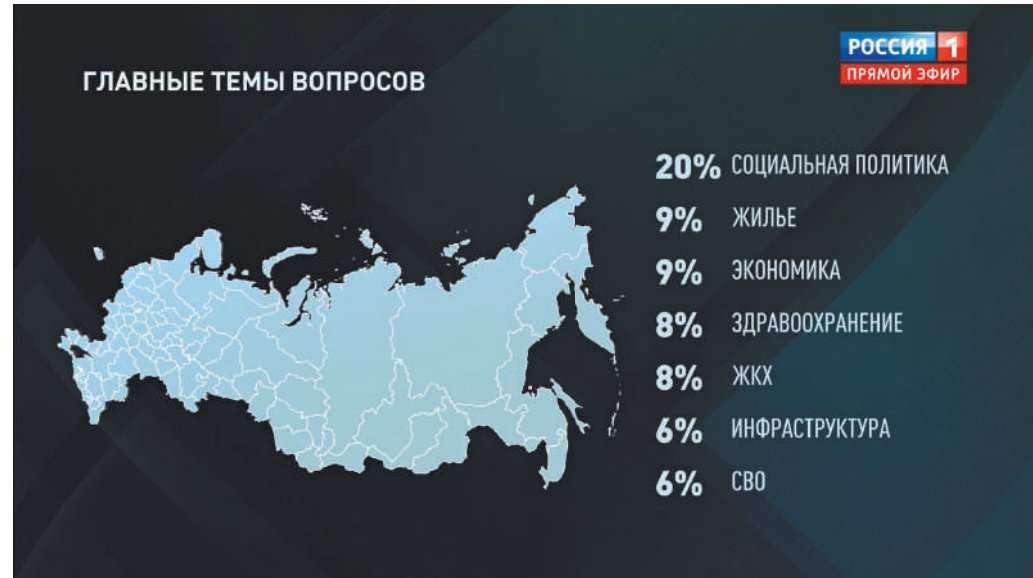 РОССИЯ 1
ПРЯМОЙ ЭФИР
ГЛАВНЫЕ ТЕМЫ ВОПРОСОВ
20% СОЦИАЛЬНАЯ ПОЛИТИКА
9% ЖИЛЬЕ
9% ЭКОНОМИКА
8% ЗДРАВООХРАНЕНИЕ
8% ЖКХ
6% ИНФРАСТРУКТУРА
6% СВО